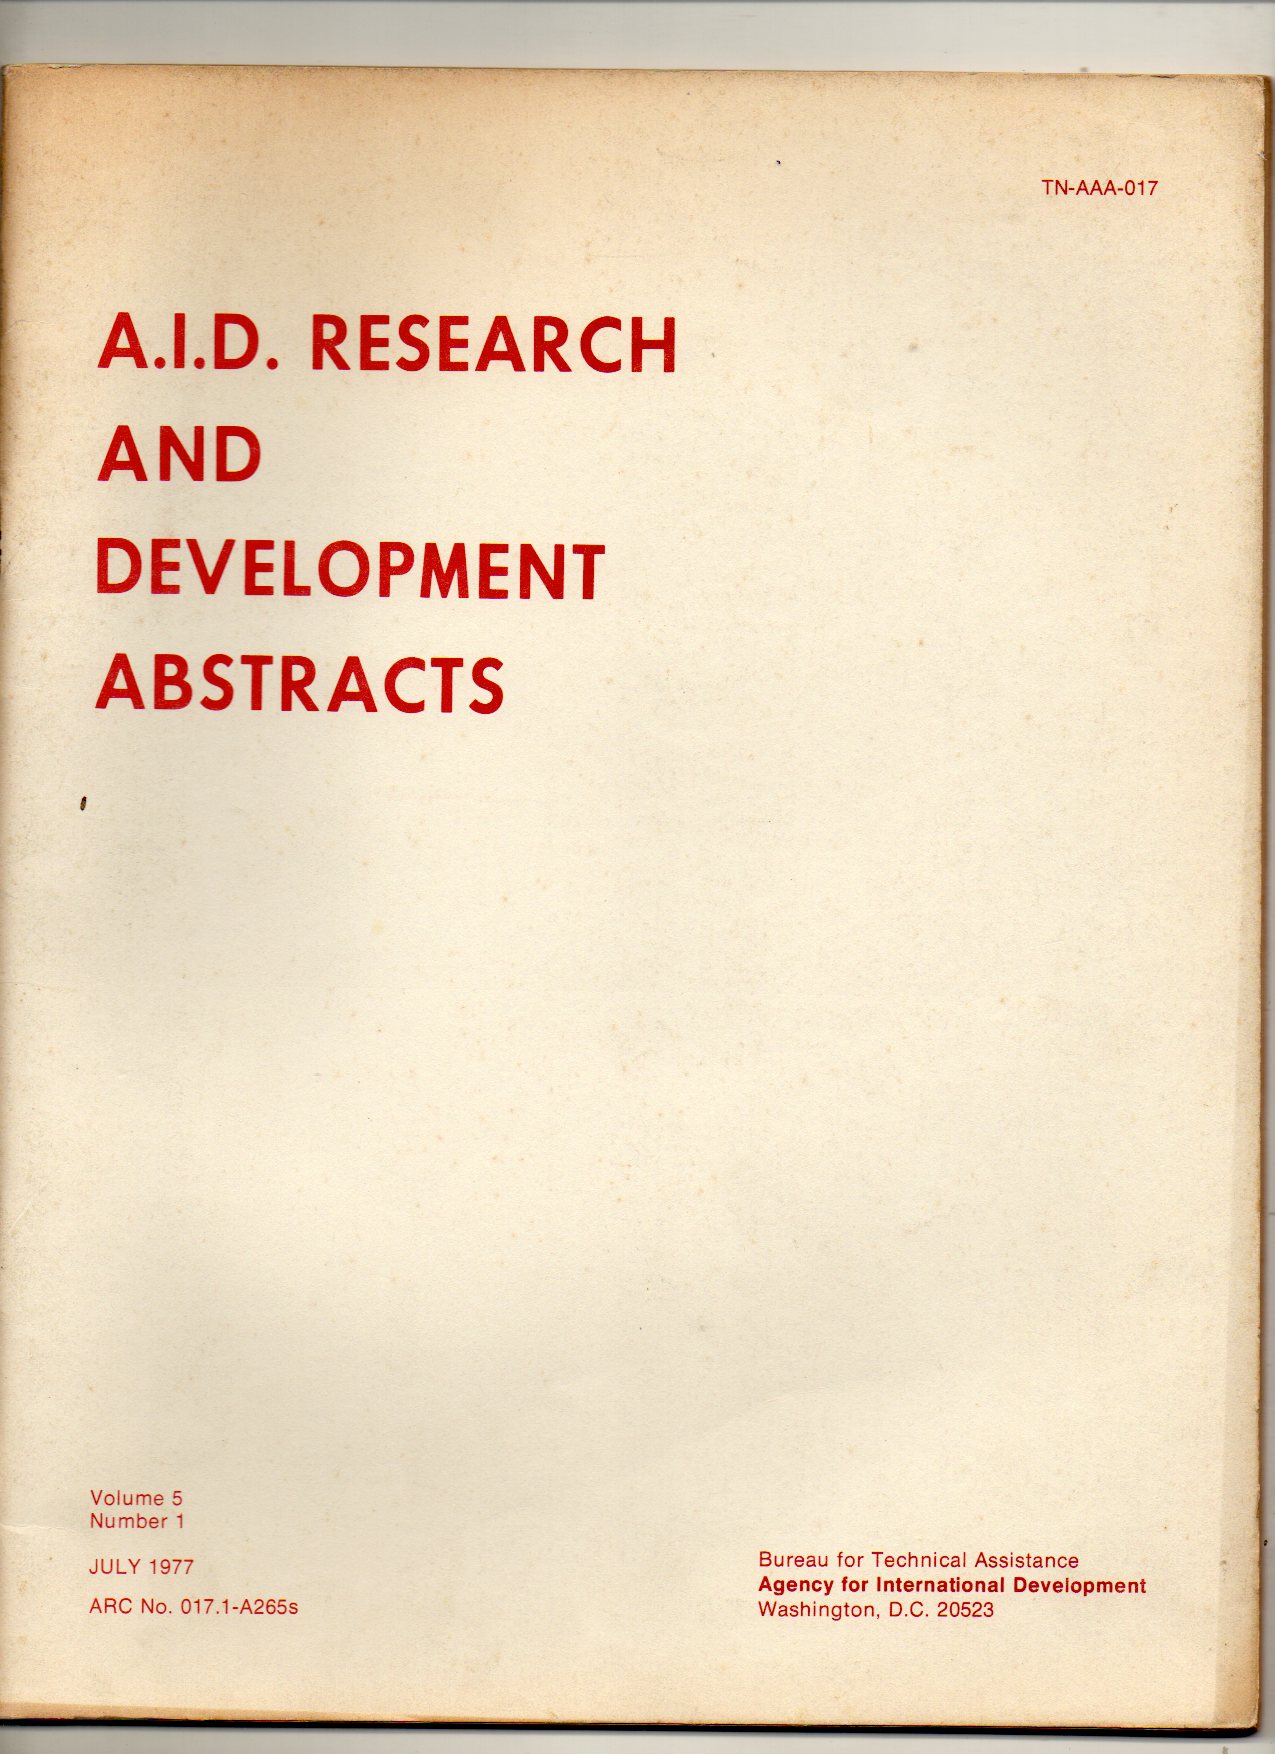 TN-AAA-017
A.I.D. RESEARCH
AND
DEVELOPMENT
ABSTRACTS
Volume 5
Number 1
JULY 1977
ARC No. 017.1-A265s
Bureau for Technical Assistance
Agency for International Development
Washington, D.C. 20523